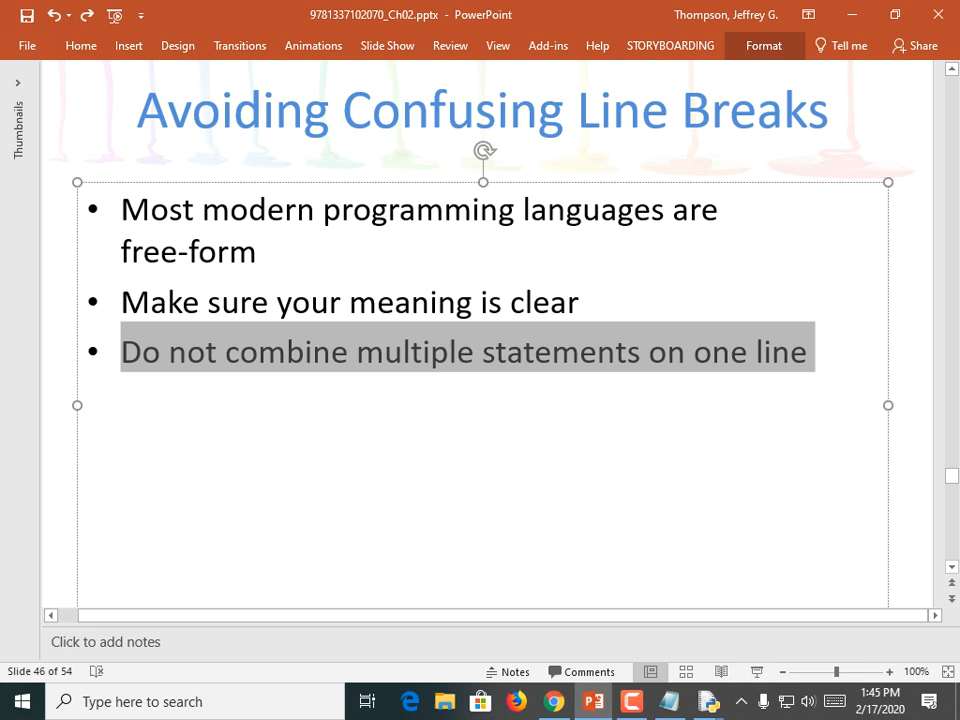 9781337102070_Ch02.pptx - PowerPoint
Thompson, Jeffrey G.
File Home Insert Design Transitions Animations Slide Show Review View Add-ins Help STORYBOARDING Format Tell me Share
Thumbnails
Avoiding Confusing Line Breaks
• Most modern programming languages are
free-form
• Make sure your meaning is clear
• Do not combine multiple statements on one line
Click to add notes
Slide 46 of 54 Notes Comments 100%
Type here to search
1:45 PM
2/17/2020